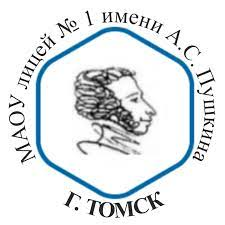 МАОУ лицей № 1 имени А.С. Пушкина
Г. ТОМСК